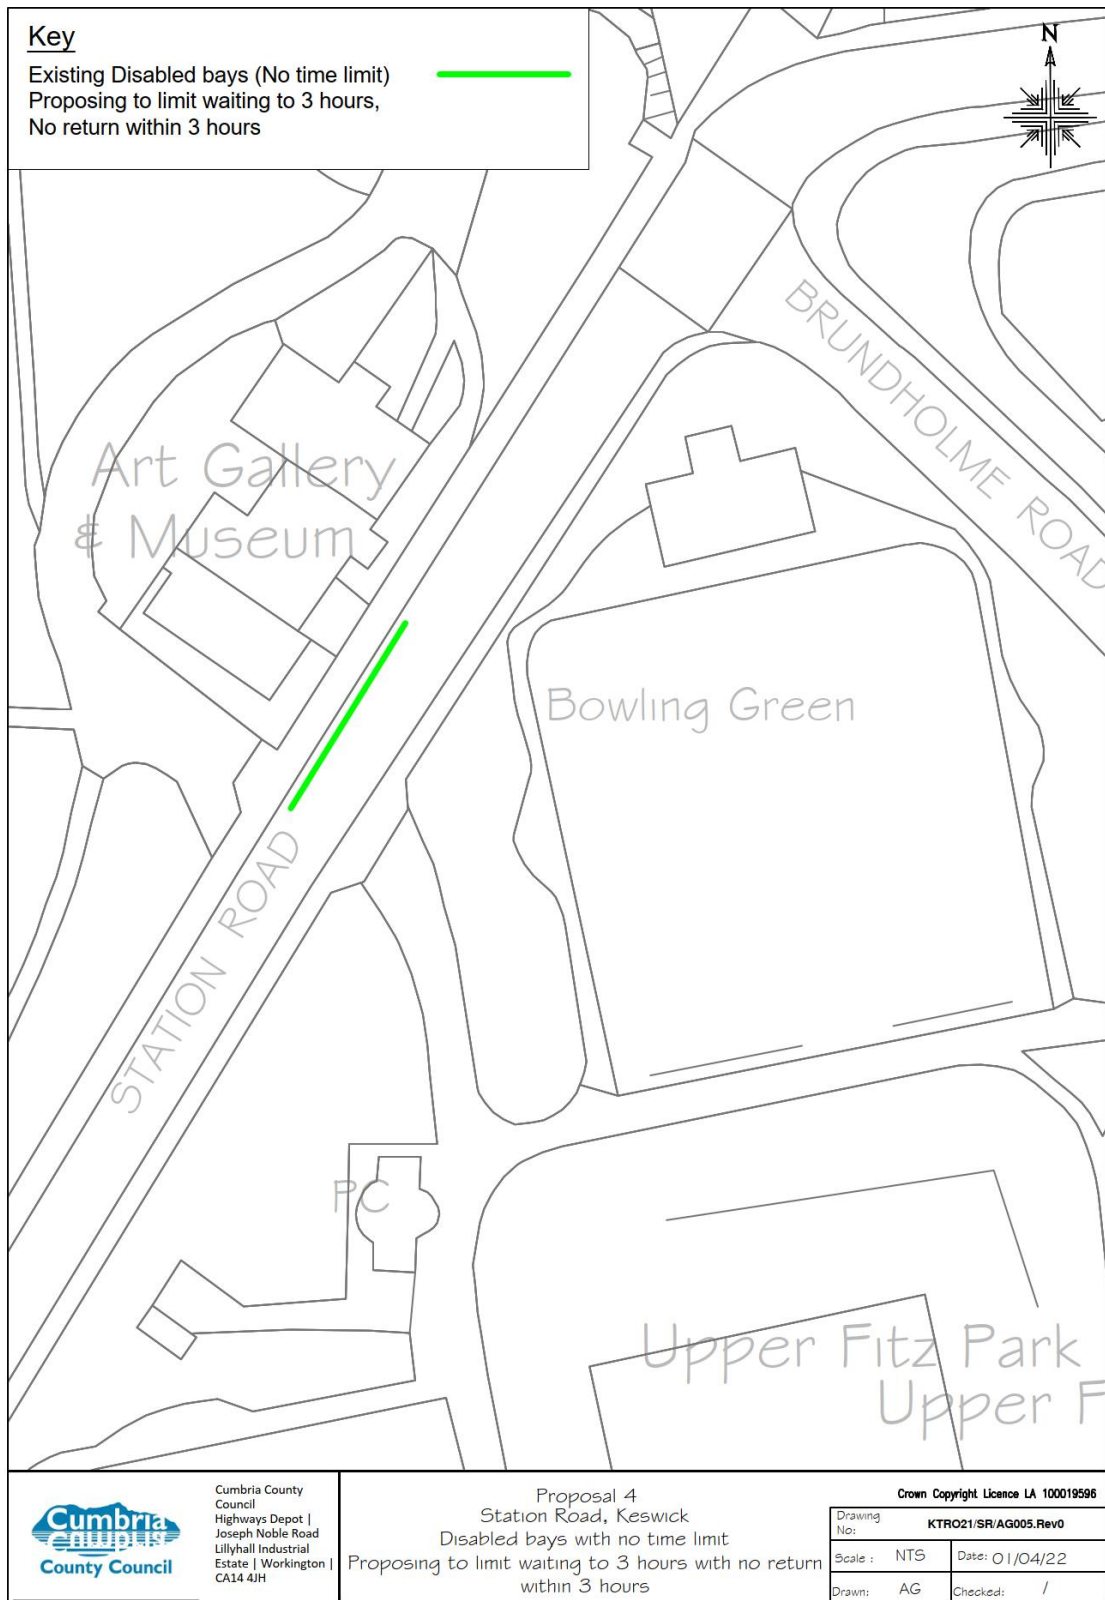 Key
Existing Disabled bays (No time limit)
Proposing to limit waiting to 3 hours,
No return within 3 hours
N
BRUNDHOLME ROAD
Art Gallery
& Museum
Bowling Green
STATION ROAD
PC
Upper Fitz Park
Upper F
Cumbria
County Council
Cumbria County
Council
Highways Depot |
Joseph Noble Road
Lillyhall Industrial
Estate | Workington |
CA14 4JH
Proposal 4
Station Road, Keswick
Disabled bays with no time limit
Proposing to limit waiting to 3 hours with no return
within 3 hours
Crown Copyright Licence LA 100019596
Drawing
No:
KTRO21/SR/AG005.Rev0
Scale : NTS
Date: 01/04/22
Drawn: AG
Checked: /